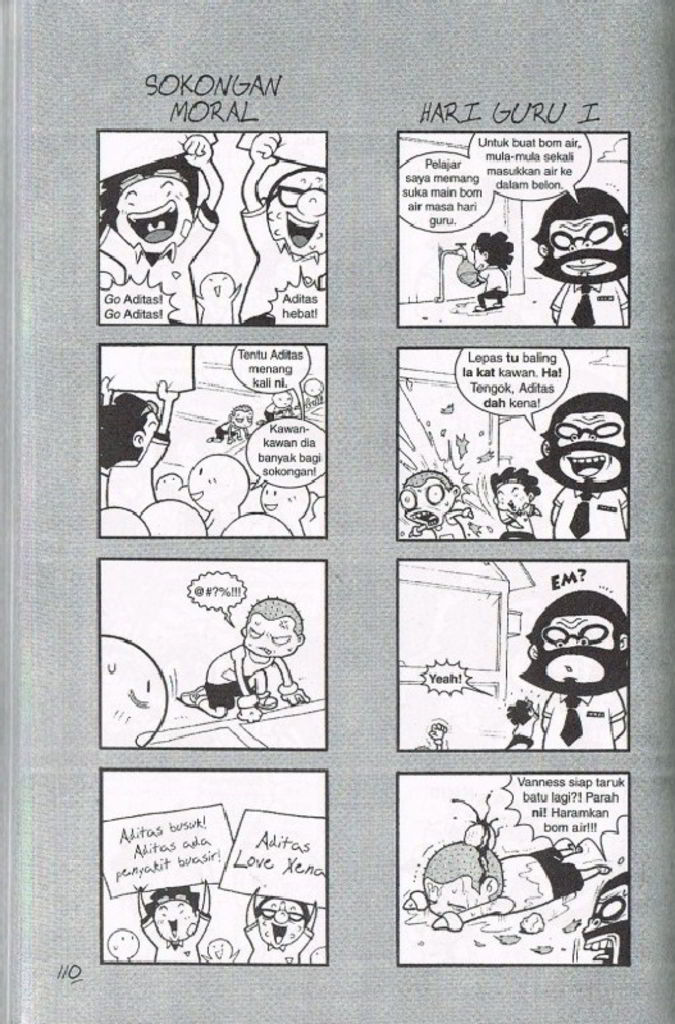 SOKONGAN
MORAL
Go Aditas!!
Go Aditas!!
Aditas
hebat!
Tentu Aditas
menang
kali ni.
Kawan-
kawan dia
banyak bagi
sokongan!
@#?%!!!
Aditas busuk!
Aditas ada
penyakit buasir!
Aditas
Love Xena
HARI GURU I
Untuk buat bom air,
mula-mula sekali
masukkan air ke
dalam belon.
Pelajar
saya memang
suka main bom
air masa hari
guru.
Lepas tu baling
la kat kawan. Ha!
Tengok, Aditas
dah kena!
EM?
Yeah!
Vanness siap taruk
batu lagi?! Parah
ni! Haramkan
bom air!!!
110